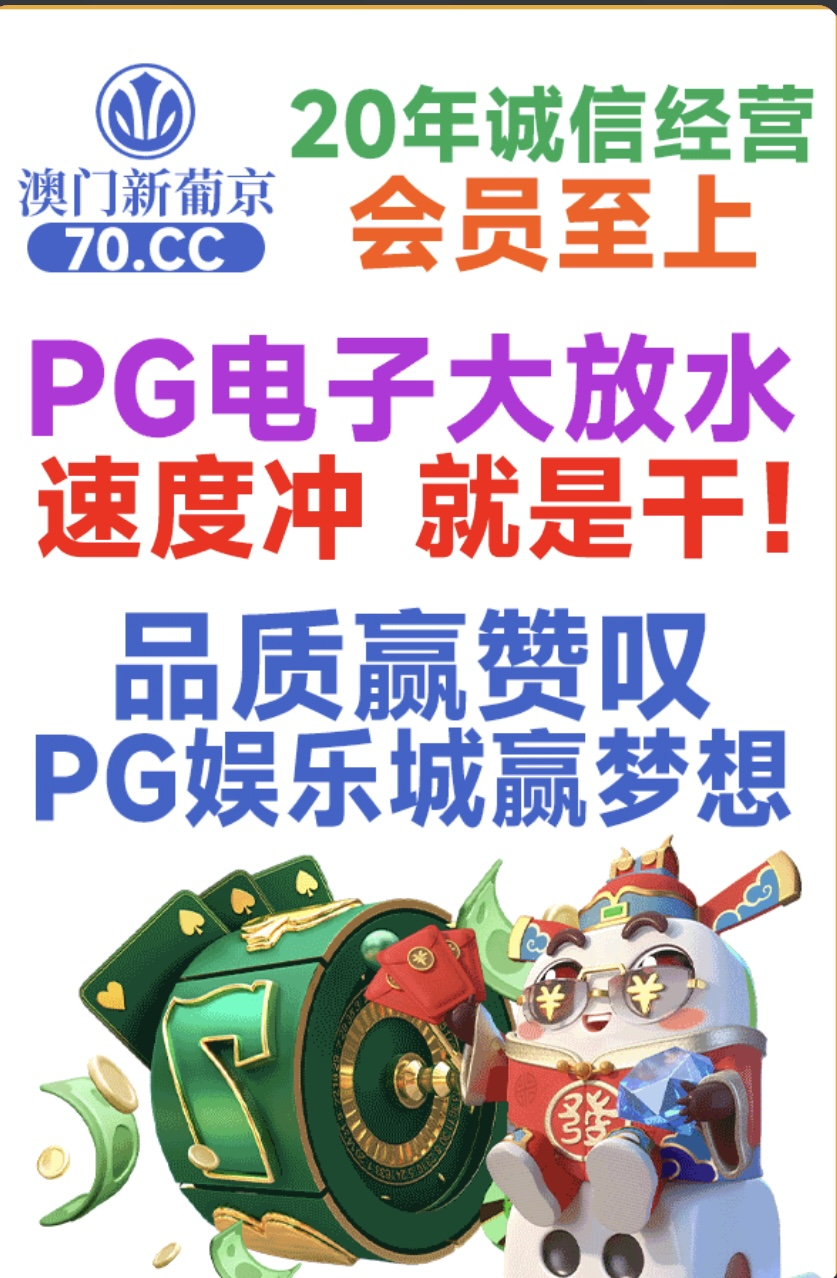 澳门新葡京
70.CC
20年诚信经营
会员至上
PG电子大放水
速度冲 就是干!
品质赢赞叹
PG娱乐城赢梦想
7
發